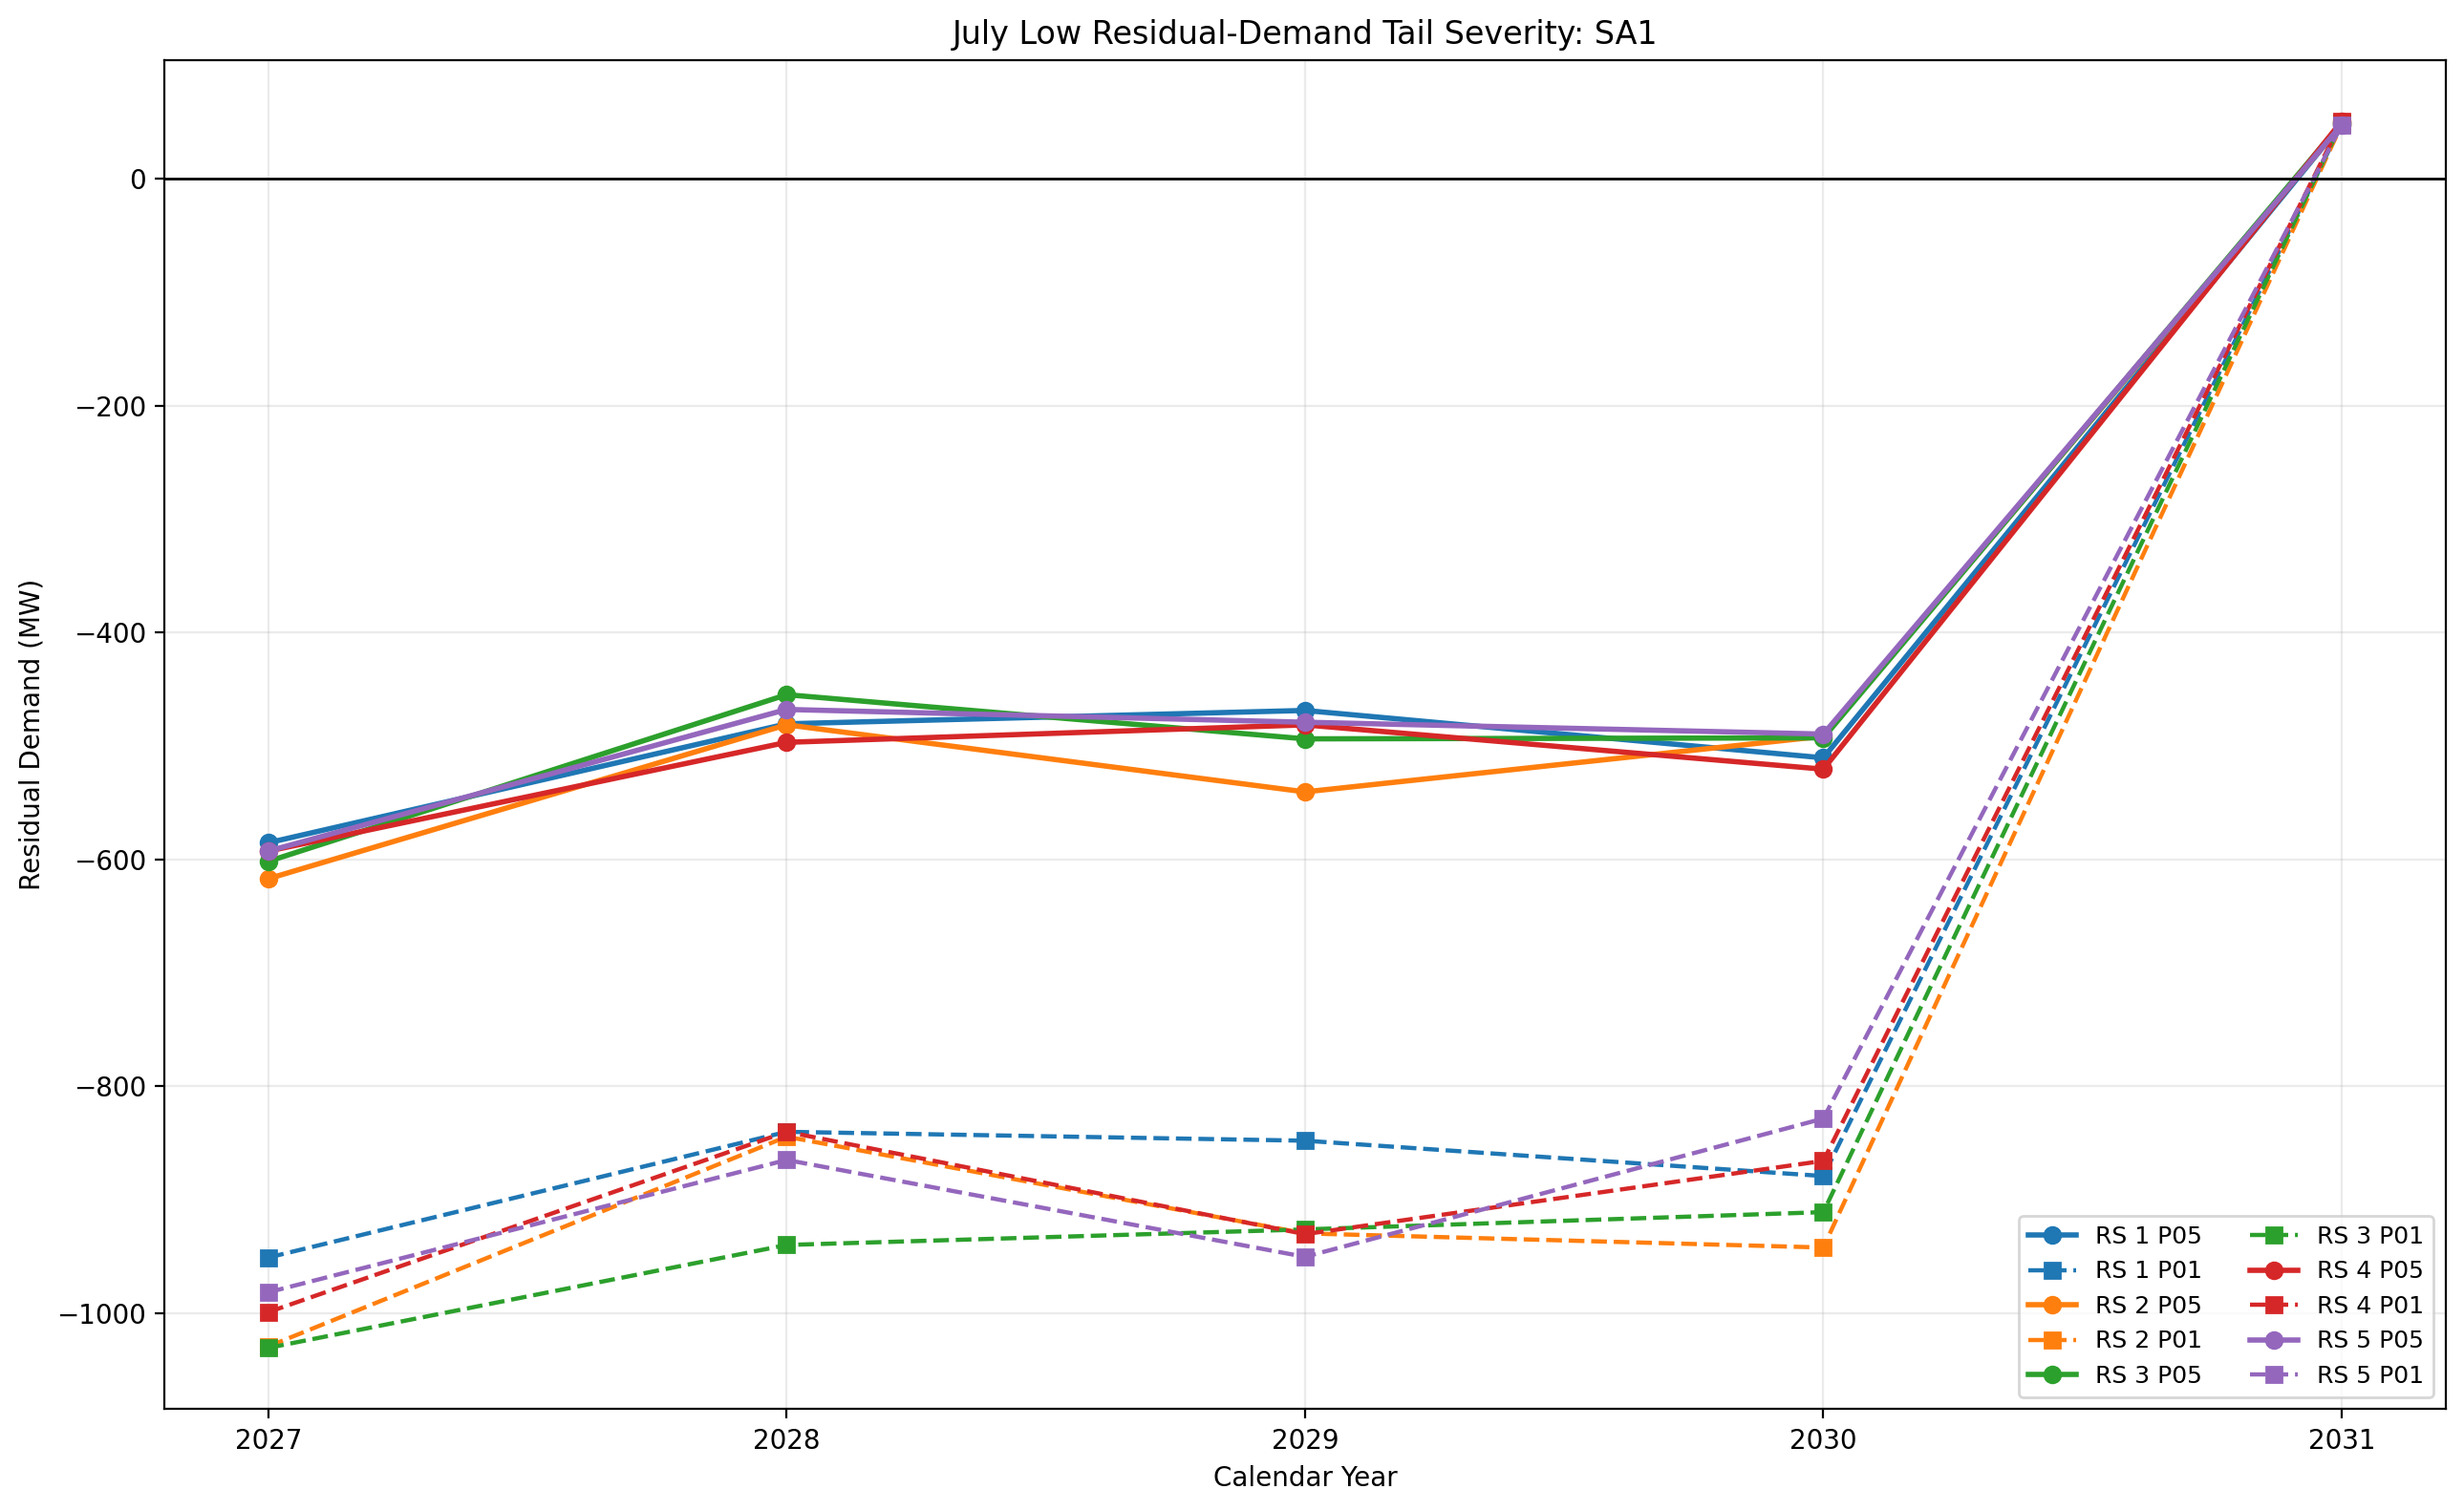 July Low Residual-Demand Tail Severity: SA1
Residual Demand (MW)
0
−200
−400
−600
−800
−1000
2027
2028
2029
2030
2031
Calendar Year
RS 1 P05
RS 1 P01
RS 2 P05
RS 2 P01
RS 3 P05
RS 3 P01
RS 4 P05
RS 4 P01
RS 5 P05
RS 5 P01